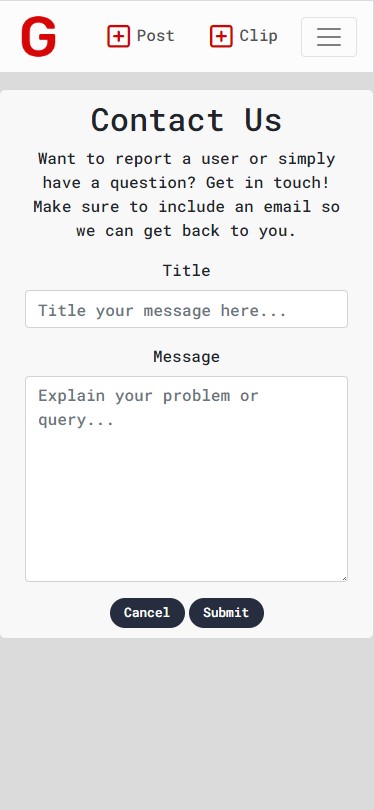 G
Post
Clip
Contact Us
Want to report a user or simply
have a question? Get in touch!
Make sure to include an email so
we can get back to you.
Title
Title your message here...
Message
Explain your problem or
query...
Cancel
Submit